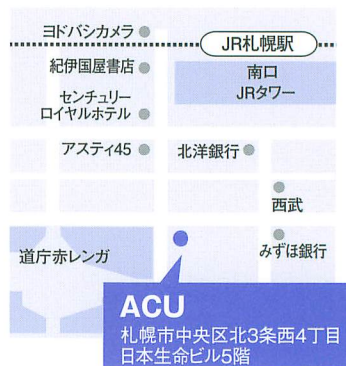 ヨドバシカメラ
JR札幌駅
紀伊国屋書店
南口
JRタワー
センチュリー
ロイヤルホテル
アスティ45
北洋銀行
西武
道庁赤レンガ
みずほ銀行
ACU
札幌市中央区北3条西4丁目
日本生命ビル5階